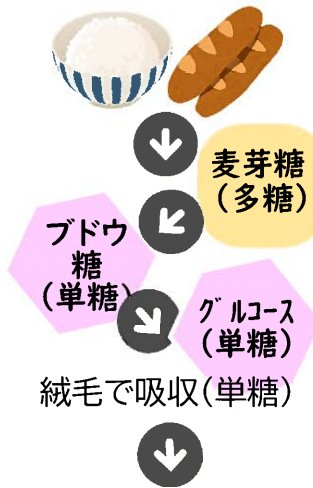 麦芽糖
（多糖）
ブドウ
糖
（単糖）
グルコース
（単糖）
絨毛で吸収(単糖)